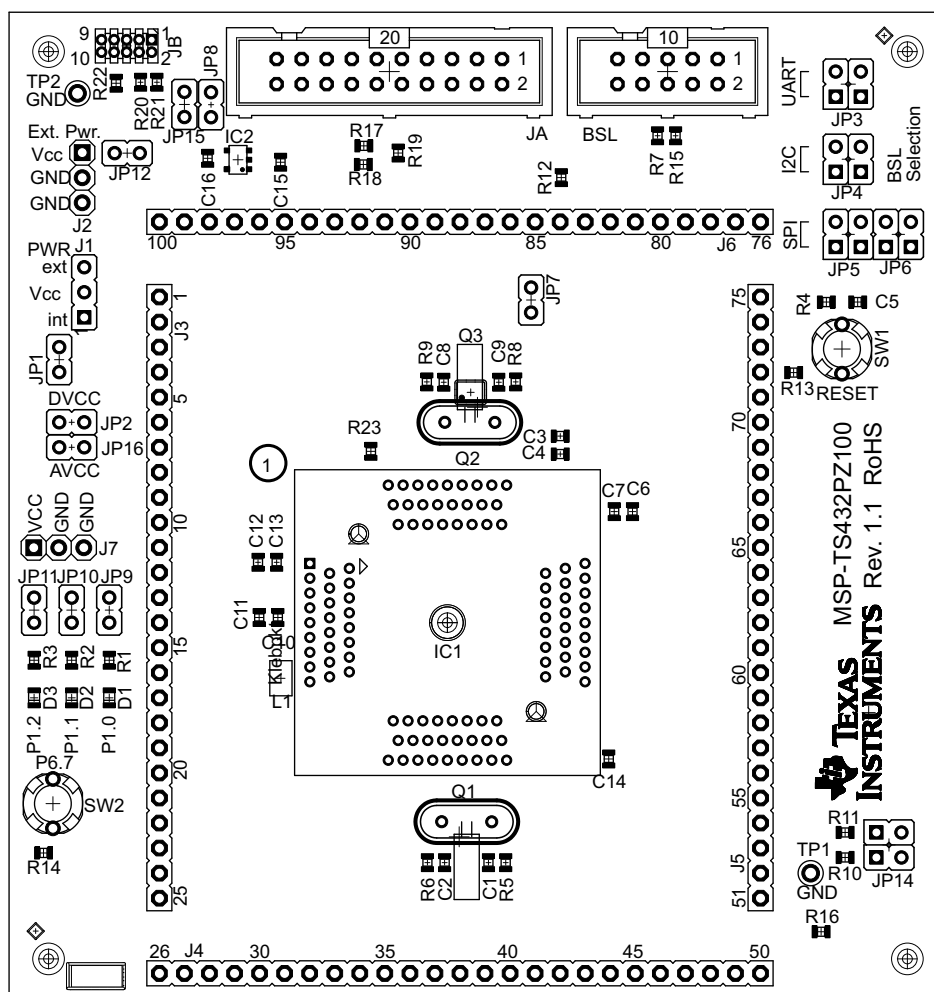 9 1
10 2
JB
R22
TP2
GND
R20
R21
JP15
JP8
20
1
2
JA
10
1
2
BSL
UART
JP3
I2C
JP4
BSL
Selection
SPI
JP5 JP6
Ext. Pwr.
Vcc
GND
GND
J2
JP12
IC2
C16
C15
R17
R18
R19
R12
R7
R15
100 95 90 85 80 J6 76
J1
PWR
ext
Vcc
int
JP1
DVCC
JP2
JP16
AVCC
1
J3
5
10
15
20
25
JP7
Q3
R9
C8
C9
R8
Q2
R23
C3
C4
1
C7
C6
C12
C13
C11
C10
Klebuk
L1
IC1
C14
75
70
65
60
55
J5
51
R4
C5
SW1
R13
RESET
MSP-TS432PZ100
Rev. 1.1 RoHS
TEXAS
INSTRUMENTS
VCC
GND
GND
J7
JP11 JP10 JP9
R3
R2
R1
D3
D2
D1
P1.2
P1.1
P1.0
P6.7
SW2
R14
Q1
R6
C2
C1
R5
R11
R10
JP14
TP1
GND
R16
26 J4 30 35 40 45 50